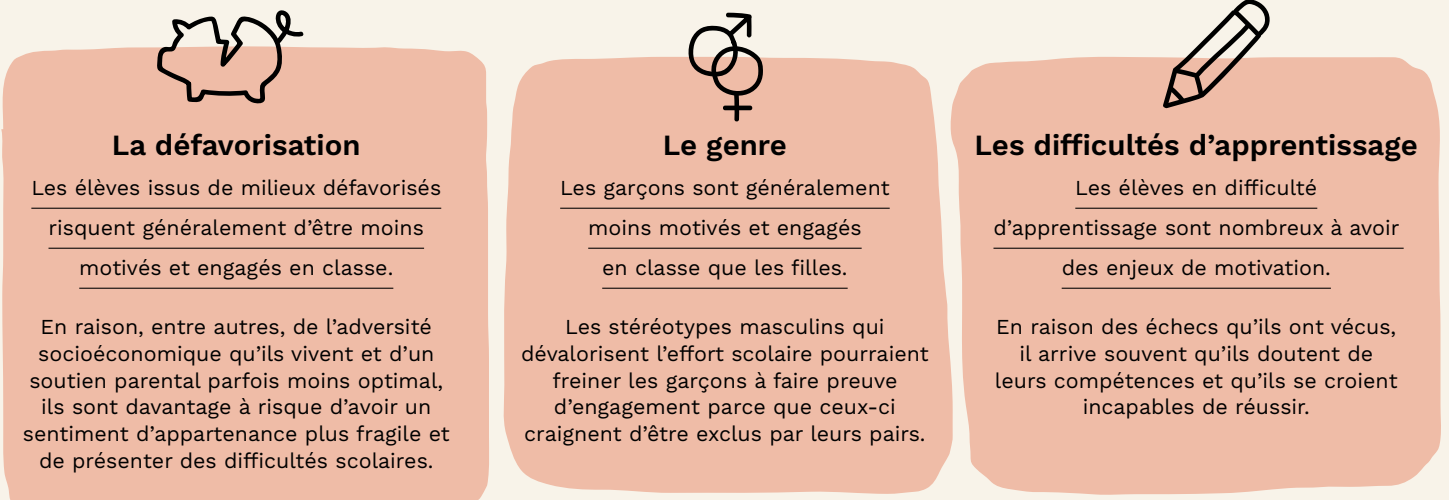 La défavorisation
Les élèves issus de milieux défavorisés
risquent généralement d'être moins
motivés et engagés en classe.
En raison, entre autres, de l'adversité
socioéconomique qu'ils vivent et d'un
soutien parental parfois moins optimal,
ils sont davantage à risque d'avoir un
sentiment d'appartenance plus fragile et
de présenter des difficultés scolaires.
Le genre
Les garçons sont généralement
moins motivés et engagés
en classe que les filles.
Les stéréotypes masculins qui
dévalorisent l'effort scolaire pourraient
freiner les garçons à faire preuve
d'engagement parce que ceux-ci
craignent d'être exclus par leurs pairs.
Les difficultés d'apprentissage
Les élèves en difficulté
d'apprentissage sont nombreux à avoir
des enjeux de motivation.
En raison des échecs qu'ils ont vécus,
il arrive souvent qu'ils doutent de
leurs compétences et qu'ils se croient
incapables de réussir.